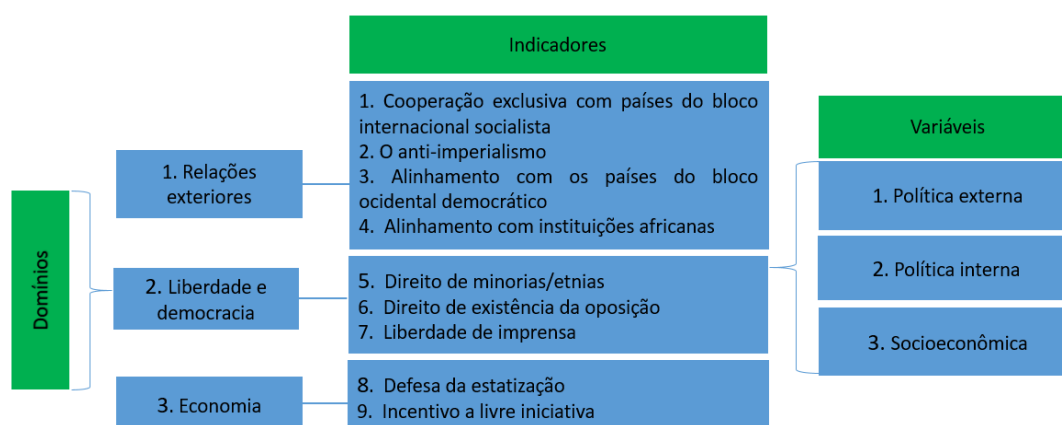 Domínios
1. Relações
exteriores
2. Liberdade e
democracia
3. Economia
Indicadores
1. Cooperação exclusiva com países do bloco
internacional socialista
2. O anti-imperialismo
3. Alinhamento com os países do bloco
ocidental democrático
4. Alinhamento com instituições africanas
5. Direito de minorias/etnias
6. Direito de existência da oposição
7. Liberdade de imprensa
8. Defesa da estatização
9. Incentivo a livre iniciativa
Variáveis
1. Política externa
2. Política interna
3. Socioeconômica